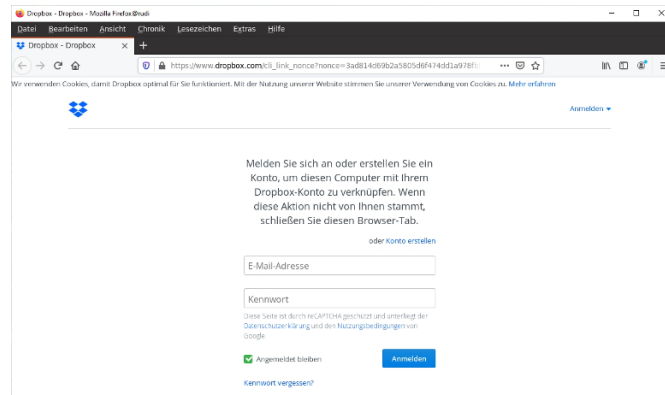 Dropbox - Dropbox - Mozilla Firefox@rudi
Datei Bearbeiten Ansicht Chronik Lesezeichen Extras Hilfe
Dropbox - Dropbox
https://www.dropbox.com/cli_link_nonce?nonce=3ad814d69b2a5805d6f474dd1a978f
Wir verwenden Cookies, damit Dropbox optimal für Sie funktioniert. Mit der Nutzung unserer Website stimmen Sie unserer Verwendung von Cookies zu. Mehr erfahren
Anmelden
Melden Sie sich an oder erstellen Sie ein
Konto, um diesen Computer mit Ihrem
Dropbox-Konto zu verknüpfen. Wenn
diese Aktion nicht von Ihnen stammt,
schließen Sie diesen Browser-Tab.
oder Konto erstellen
E-Mail-Adresse
Kennwort
Diese Seite ist durch reCAPTCHA geschützt und unterliegt der
Datenschutzerklärung und den Nutzungsbedingungen von
Google
Angemeldet bleiben
Anmelden
Kennwort vergessen?